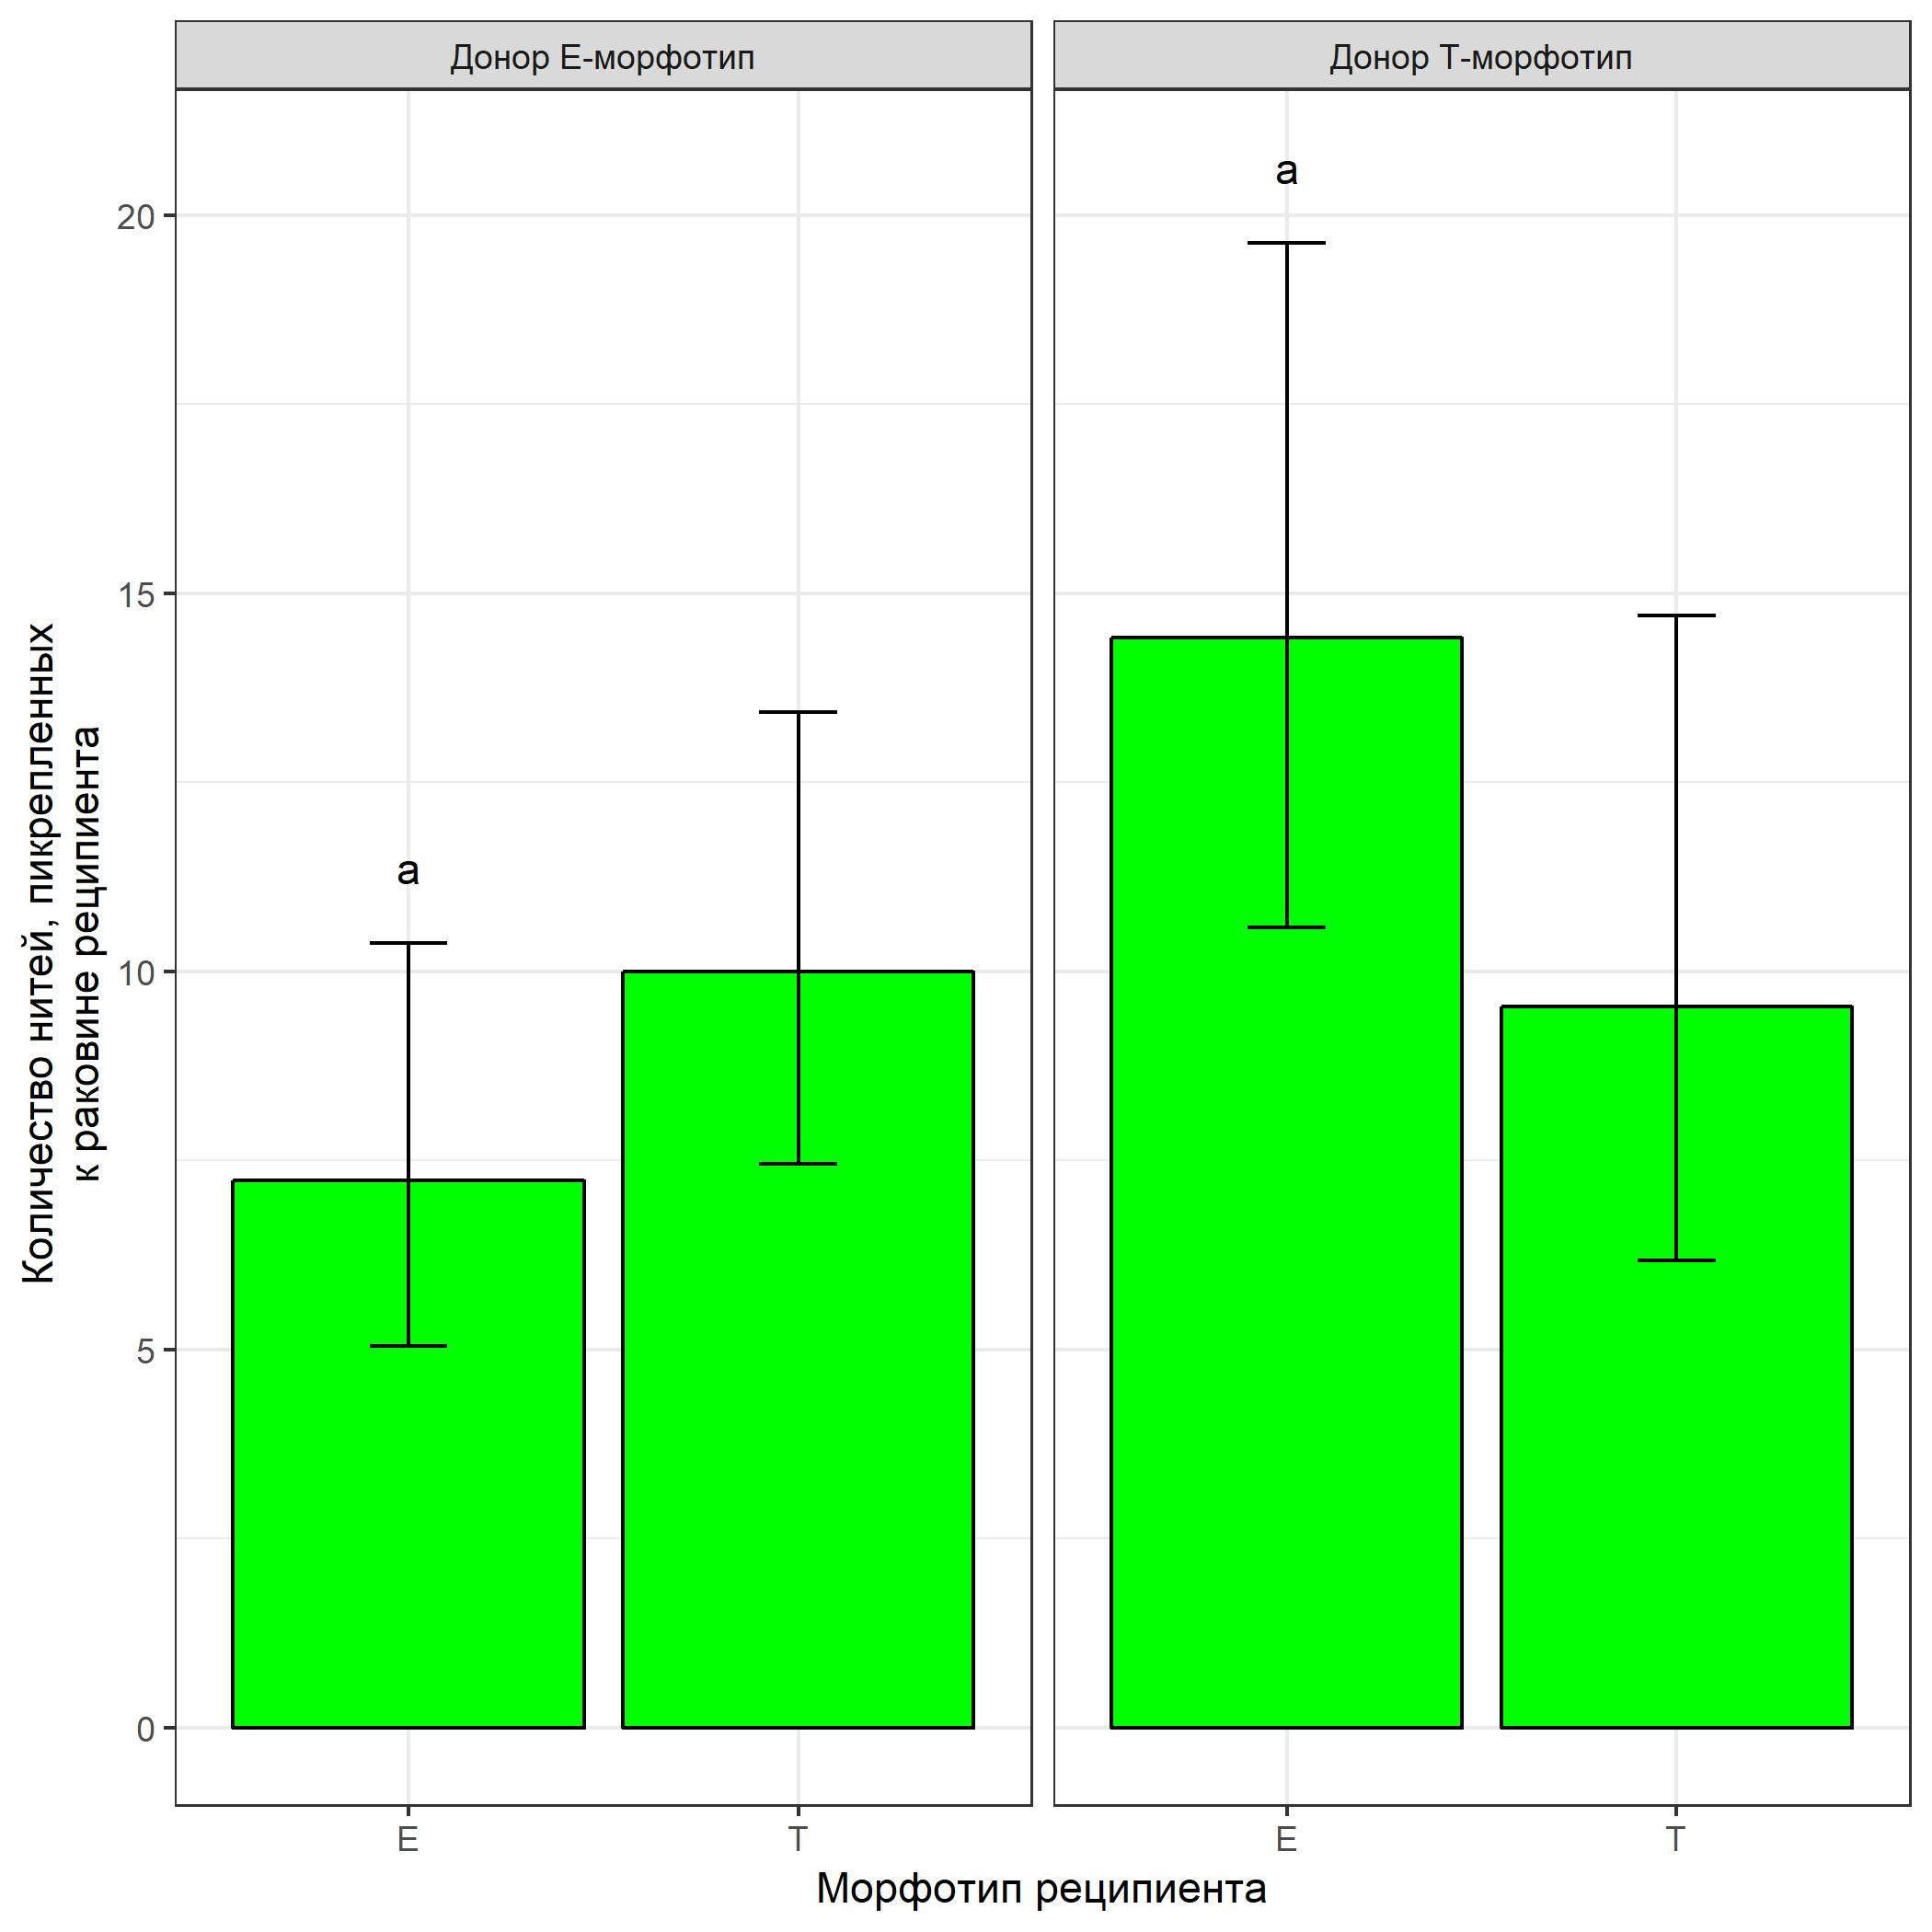 Донор Е-морфотип
Донор Т-морфотип
Количество нитей, пикрепленных
к раковине реципиента
20
15
10
5
0
а
а
E
T
E
T
Морфотип реципиента